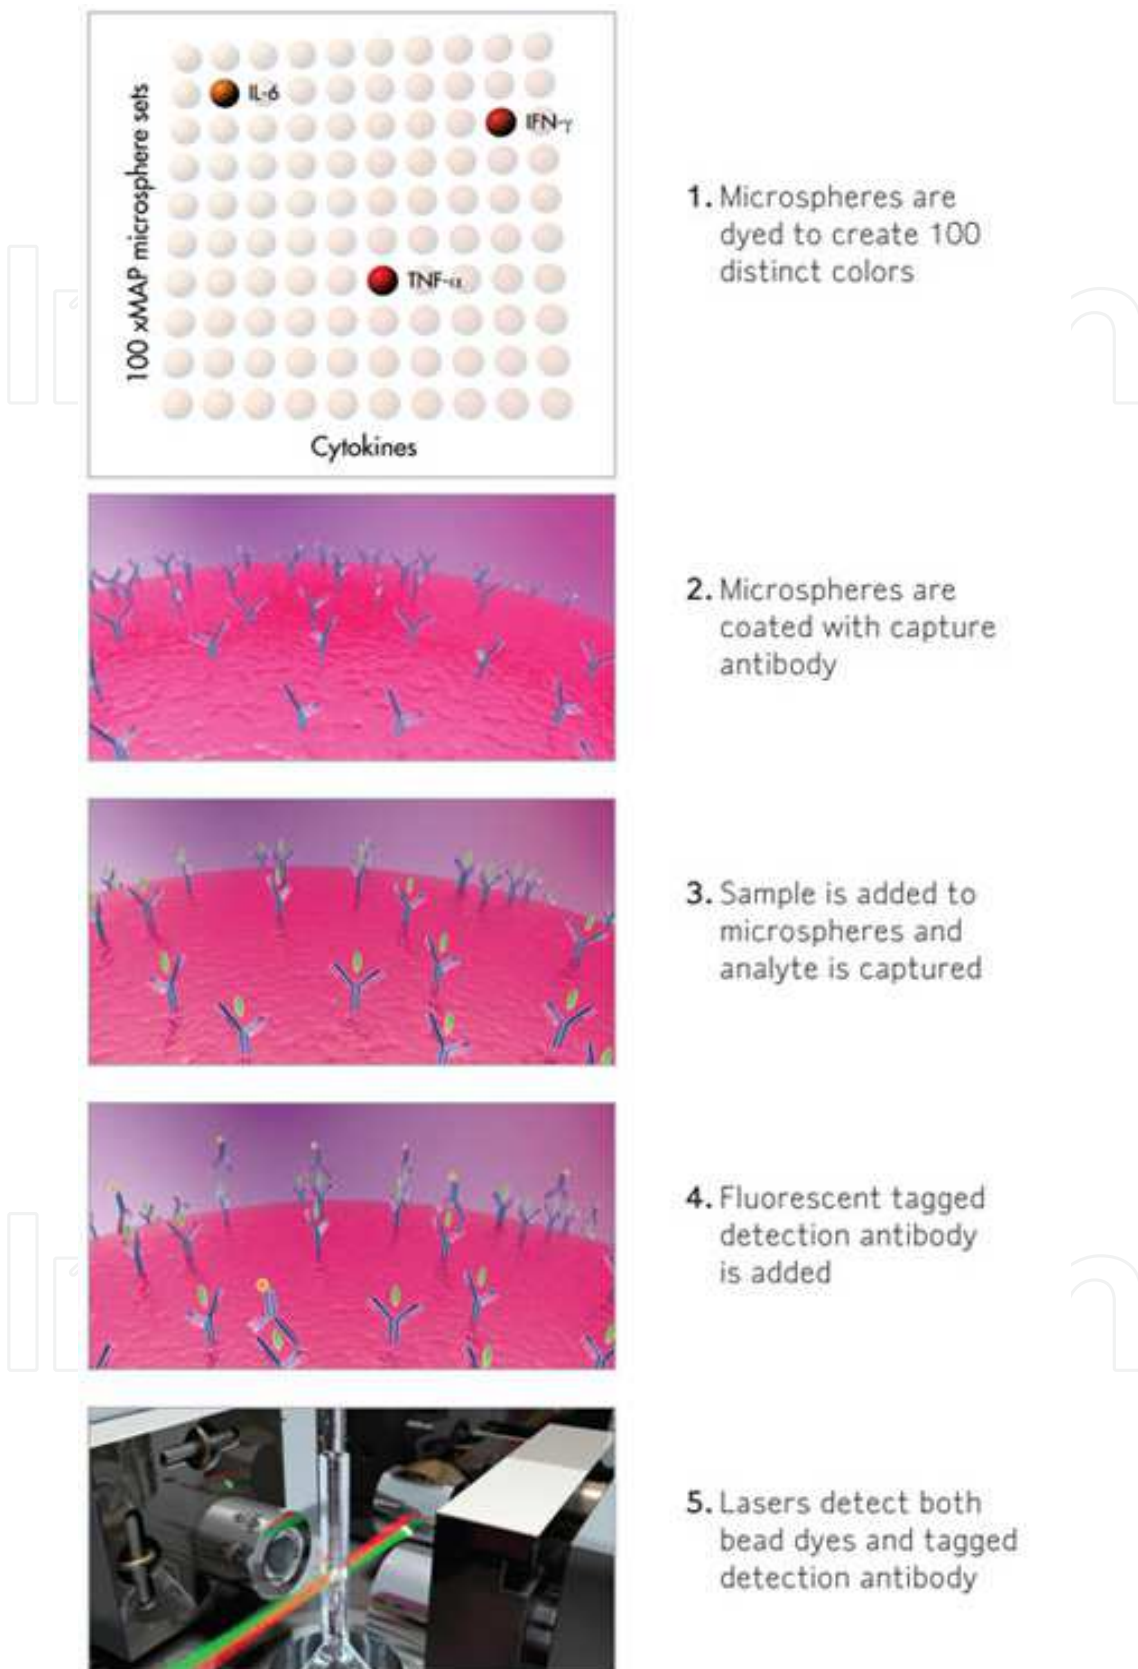 100 xMAP microsphere sets
IL-6
IFN-γ
TNF-α
Cytokines
1. Microspheres are
dyed to create 100
distinct colors
2. Microspheres are
coated with capture
antibody
3. Sample is added to
microspheres and
analyte is captured
4. Fluorescent tagged
detection antibody
is added
5. Lasers detect both
bead dyes and tagged
detection antibody